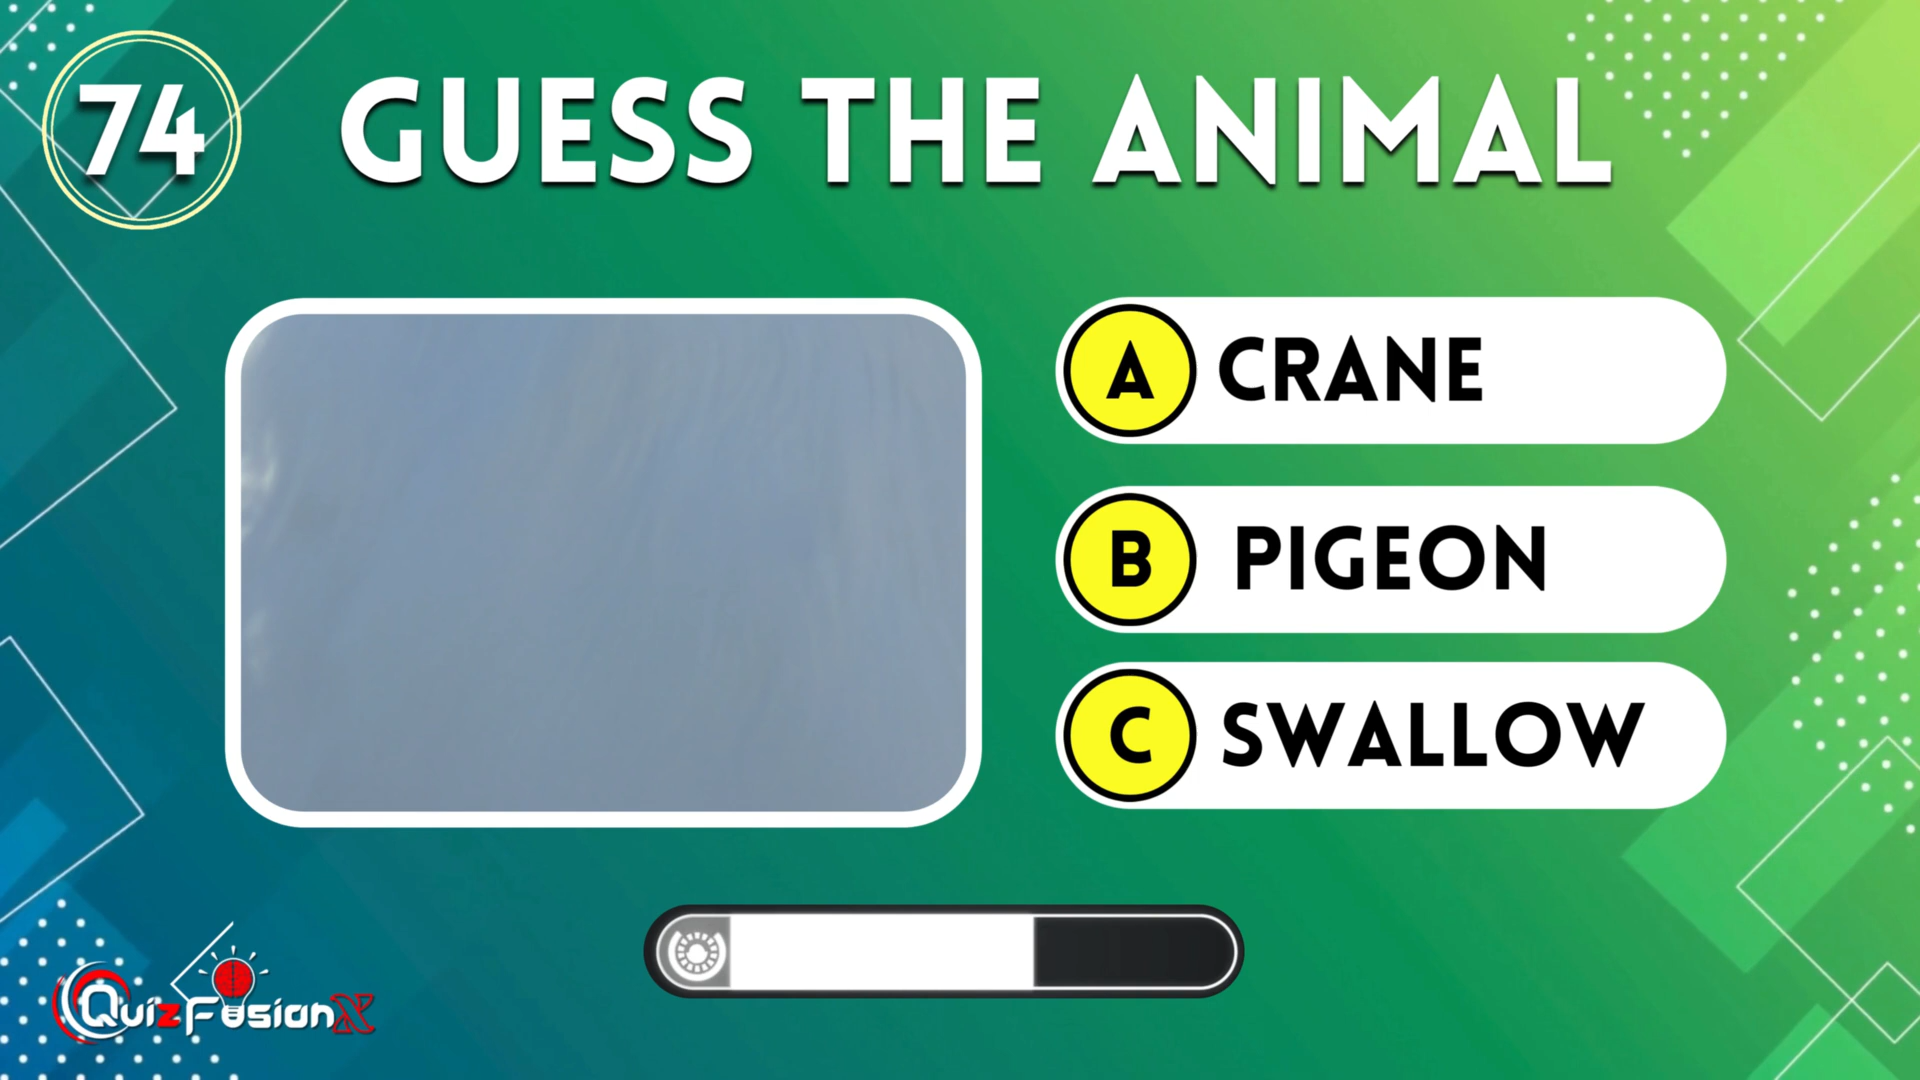 74
GUESS THE ANIMAL
A CRANE
B PIGEON
C SWALLOW
QuizFusionX